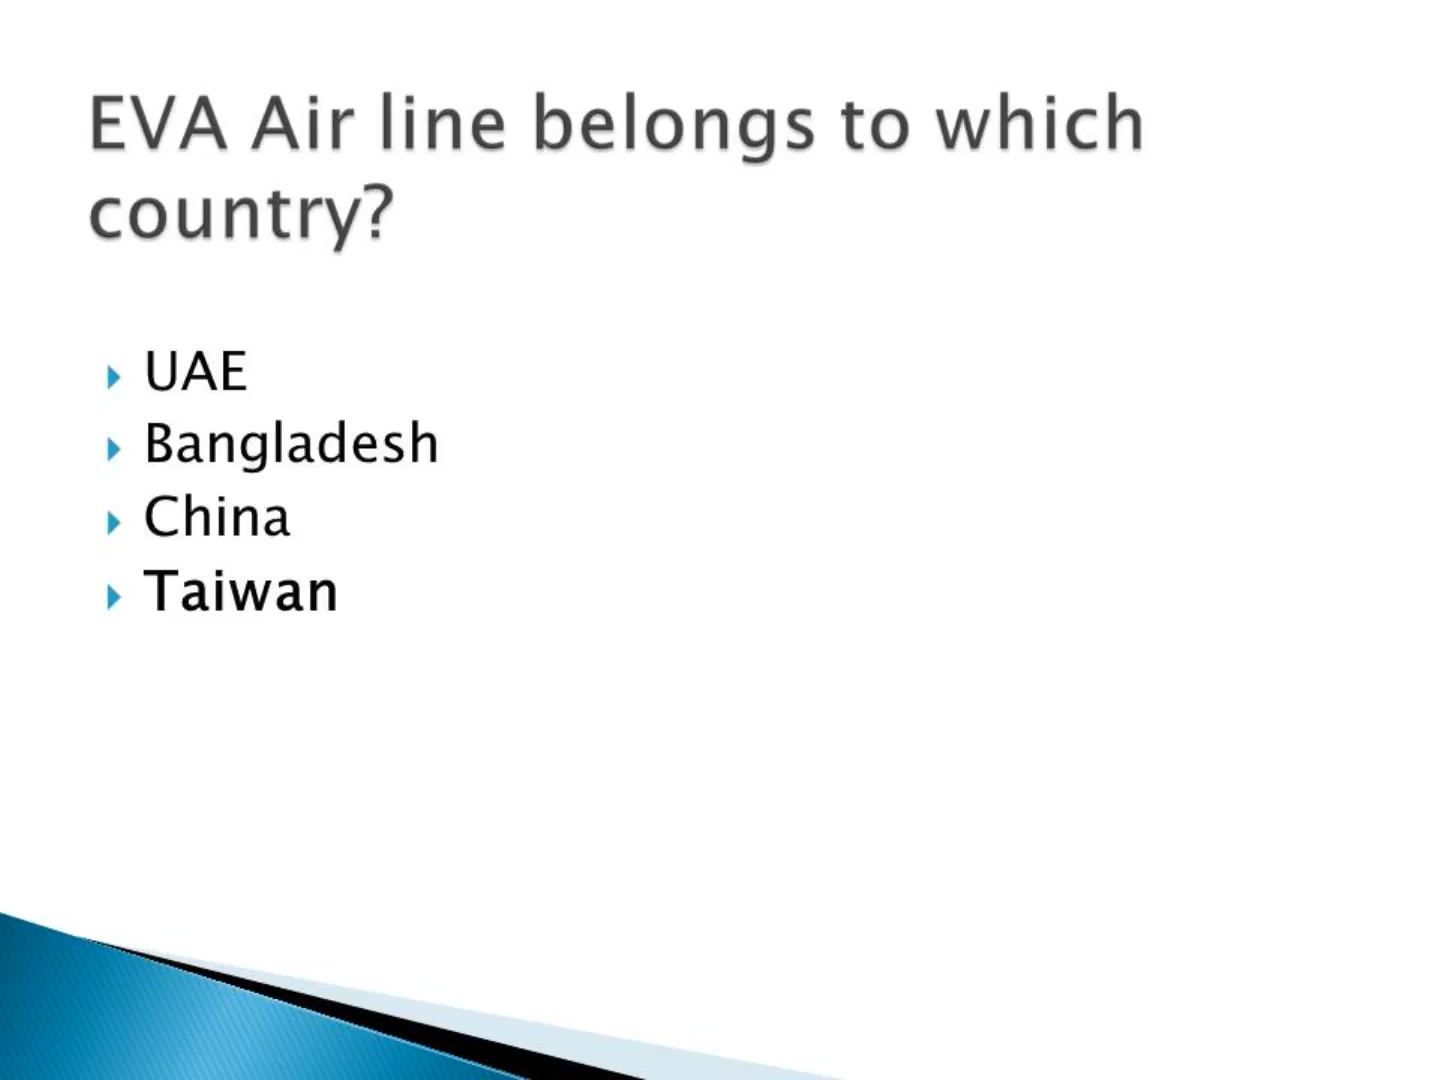 EVA Air line belongs to which
country?
UAE
Bangladesh
China
Taiwan